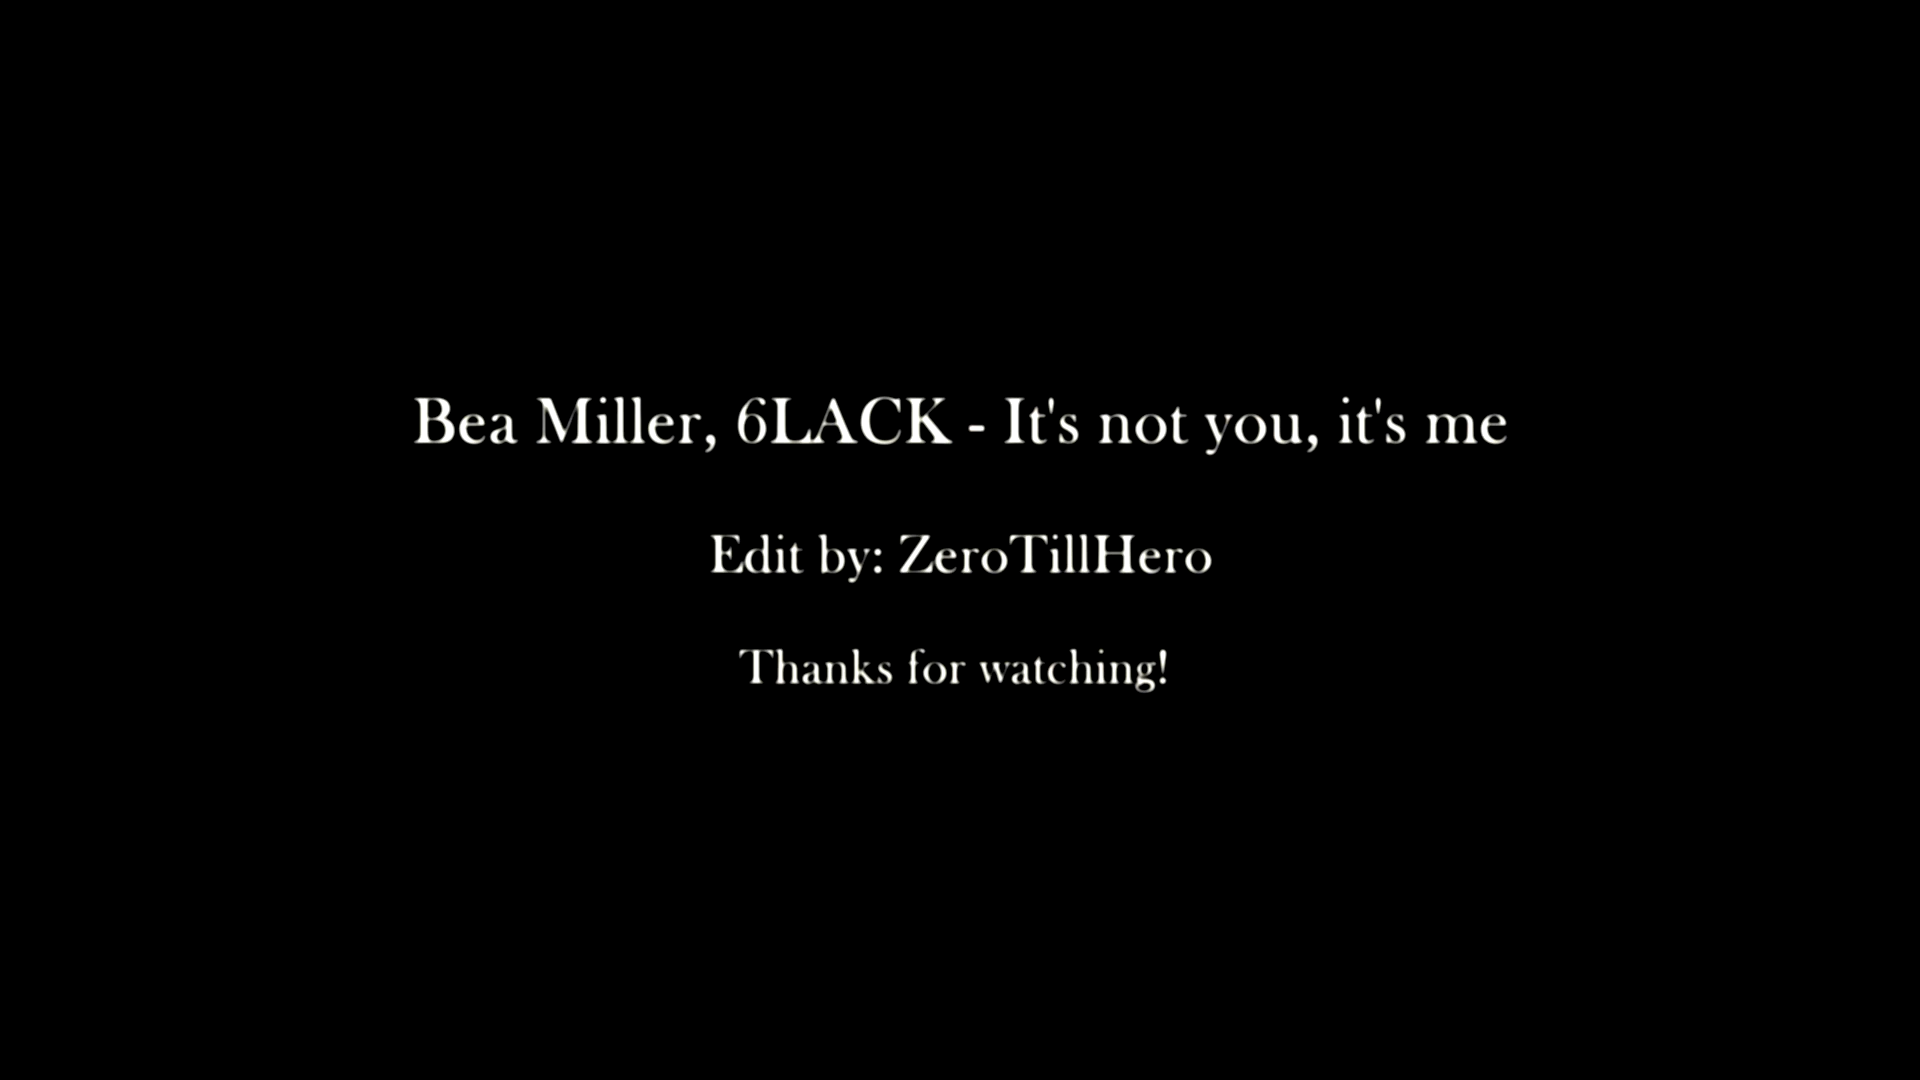 Bea Miller, 6LACK - It's not you, it's me
Edit by: ZeroTillHero
Thanks for watching!